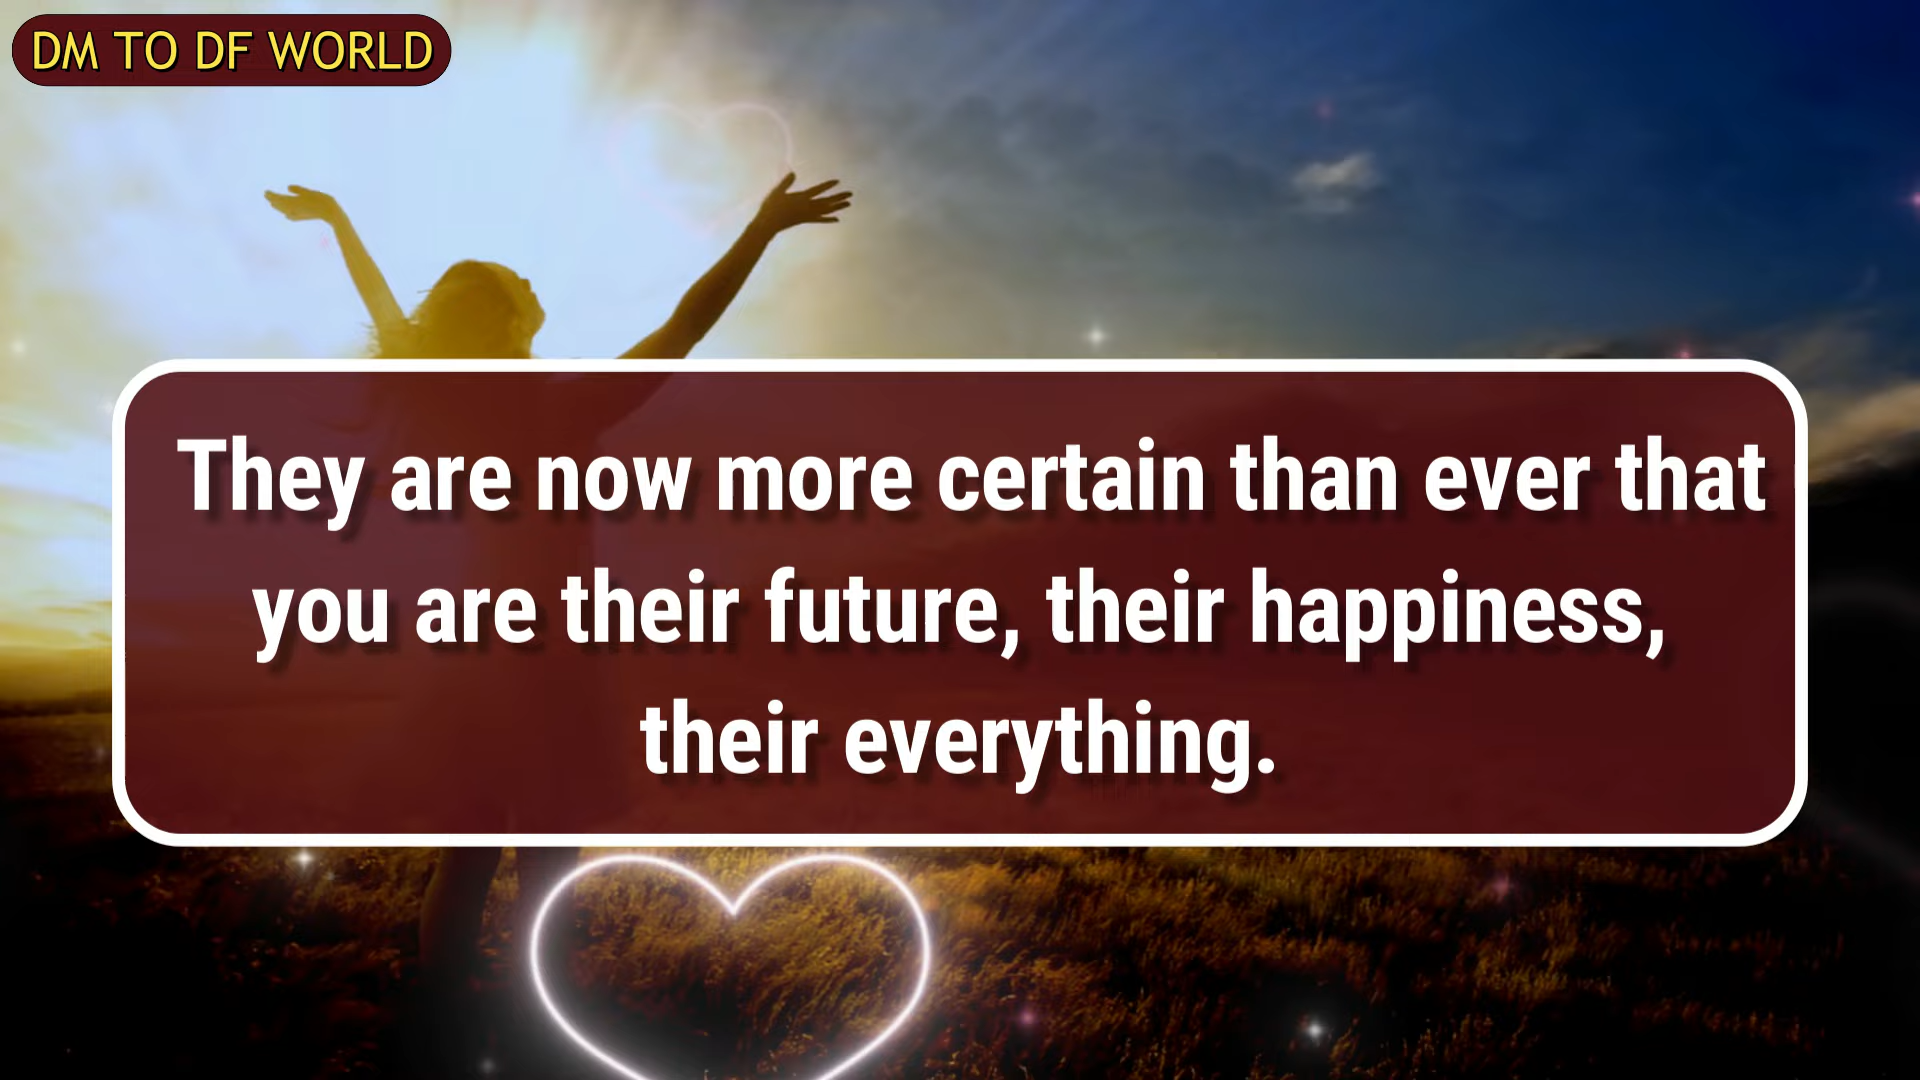 DM TO DF WORLD
They are now more certain than ever that
you are their future, their happiness,
their everything.